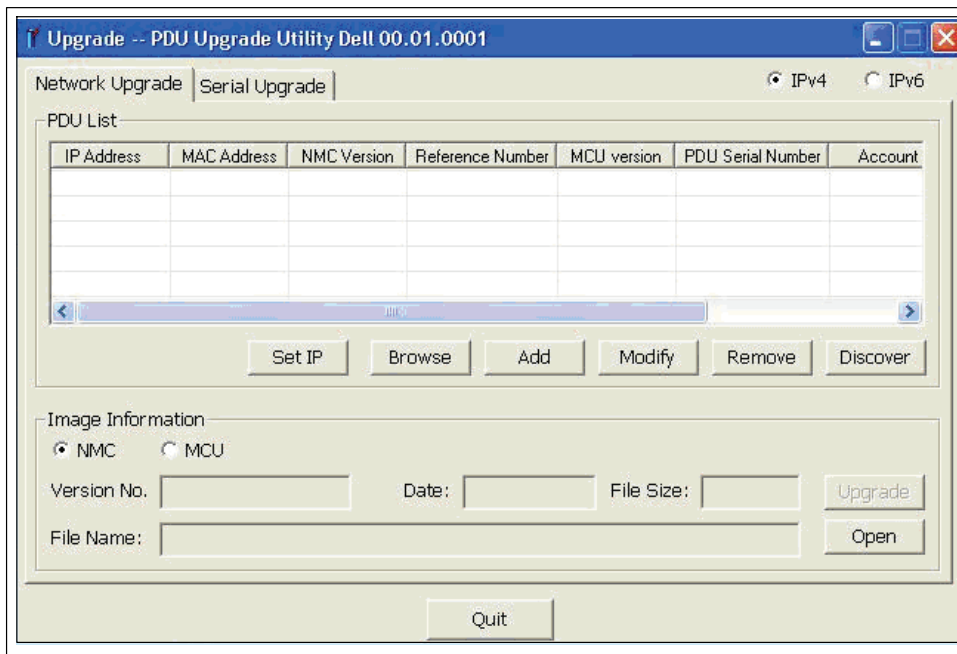 Upgrade -- PDU Upgrade Utility Dell 00.01.0001
Network Upgrade Serial Upgrade IPv4 IPv6
PDU List
IP Address MAC Address NMC Version Reference Number MCU version PDU Serial Number Account
Set IP Browse Add Modify Remove Discover
Image Information
NMC MCU
Version No. Date: File Size: Upgrade
File Name: Open
Quit